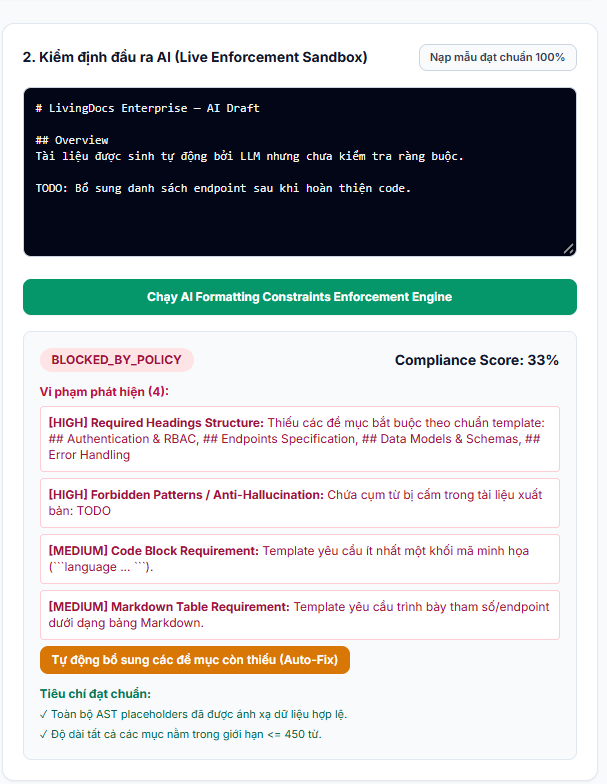 2. Kiểm định đầu ra AI (Live Enforcement Sandbox)
Nạp mẫu đạt chuẩn 100%
# LivingDocs Enterprise — AI Draft
## Overview
Tài liệu được sinh tự động bởi LLM nhưng chưa kiểm tra ràng buộc.
TODO: Bổ sung danh sách endpoint sau khi hoàn thiện code.
Chạy AI Formatting Constraints Enforcement Engine
BLOCKED_BY_POLICY
Compliance Score: 33%
Vi phạm phát hiện (4):
[HIGH] Required Headings Structure: Thiếu các đề mục bắt buộc theo chuẩn template:
## Authentication & RBAC, ## Endpoints Specification, ## Data Models & Schemas, ##
Error Handling
[HIGH] Forbidden Patterns / Anti-Hallucination: Chứa cụm từ bị cấm trong tài liệu xuất
bản: TODO
[MEDIUM] Code Block Requirement: Template yêu cầu ít nhất một khối mã minh họa
(```language ... ```).
[MEDIUM] Markdown Table Requirement: Template yêu cầu trình bày tham số/endpoint
dưới dạng bảng Markdown.
Tự động bổ sung các đề mục còn thiếu (Auto-Fix)
Tiêu chí đạt chuẩn:
✓ Toàn bộ AST placeholders đã được ánh xạ dữ liệu hợp lệ.
✓ Độ dài tất cả các mục nằm trong giới hạn <= 450 từ.